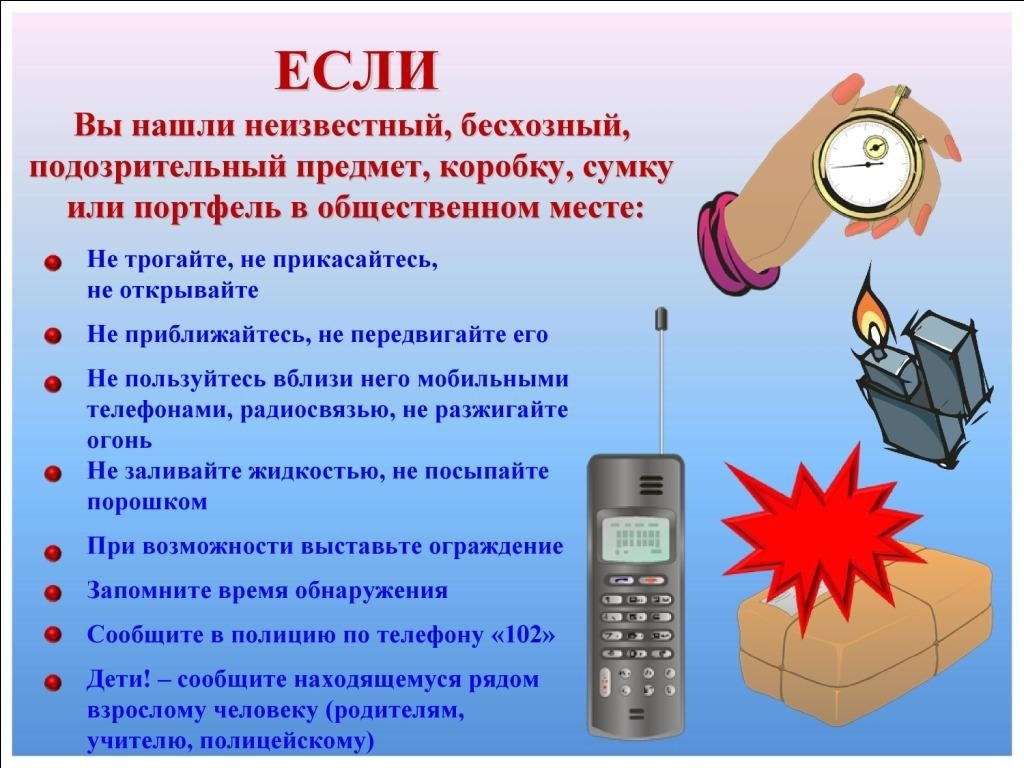 ЕСЛИ
Вы нашли неизвестный, бесхозный,
подозрительный предмет, коробку, сумку
или портфель в общественном месте:
Не трогайте, не прикасайтесь,
не открывайте
Не приближайтесь, не передвигайте его
Не пользуйтесь вблизи него мобильными
телефонами, радиосвязью, не разжигайте
огонь
Не заливайте жидкостью, не посыпайте
порошком
При возможности выставьте ограждение
Запомните время обнаружения
Сообщите в полицию по телефону «102»
Дети! – сообщите находящемуся рядом
взрослому человеку (родителям,
учителю, полицейскому)